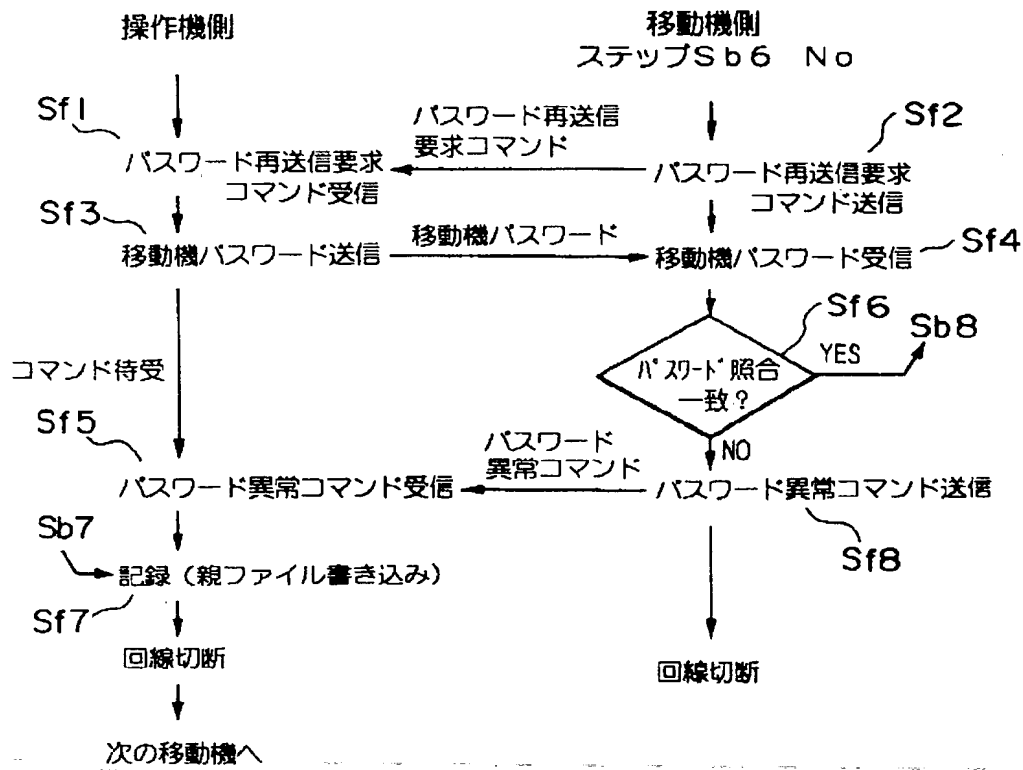 操作機側
移動機側
ステップSb6 No
Sf1
パスワード再送信
要求コマンド
Sf2
パスワード再送信要求
コマンド受信
パスワード再送信要求
コマンド送信
Sf3
移動機パスワード送信
移動機パスワード
移動機パスワード受信
Sf4
Sf6
Sb8
コマンド待受
パスワード照合
一致?
YES
NO
Sf5
パスワード
異常コマンド
パスワード異常コマンド受信
パスワード異常コマンド送信
Sb7
Sf8
記録(親ファイル書き込み)
Sf7
回線切断
回線切断
次の移動機へ